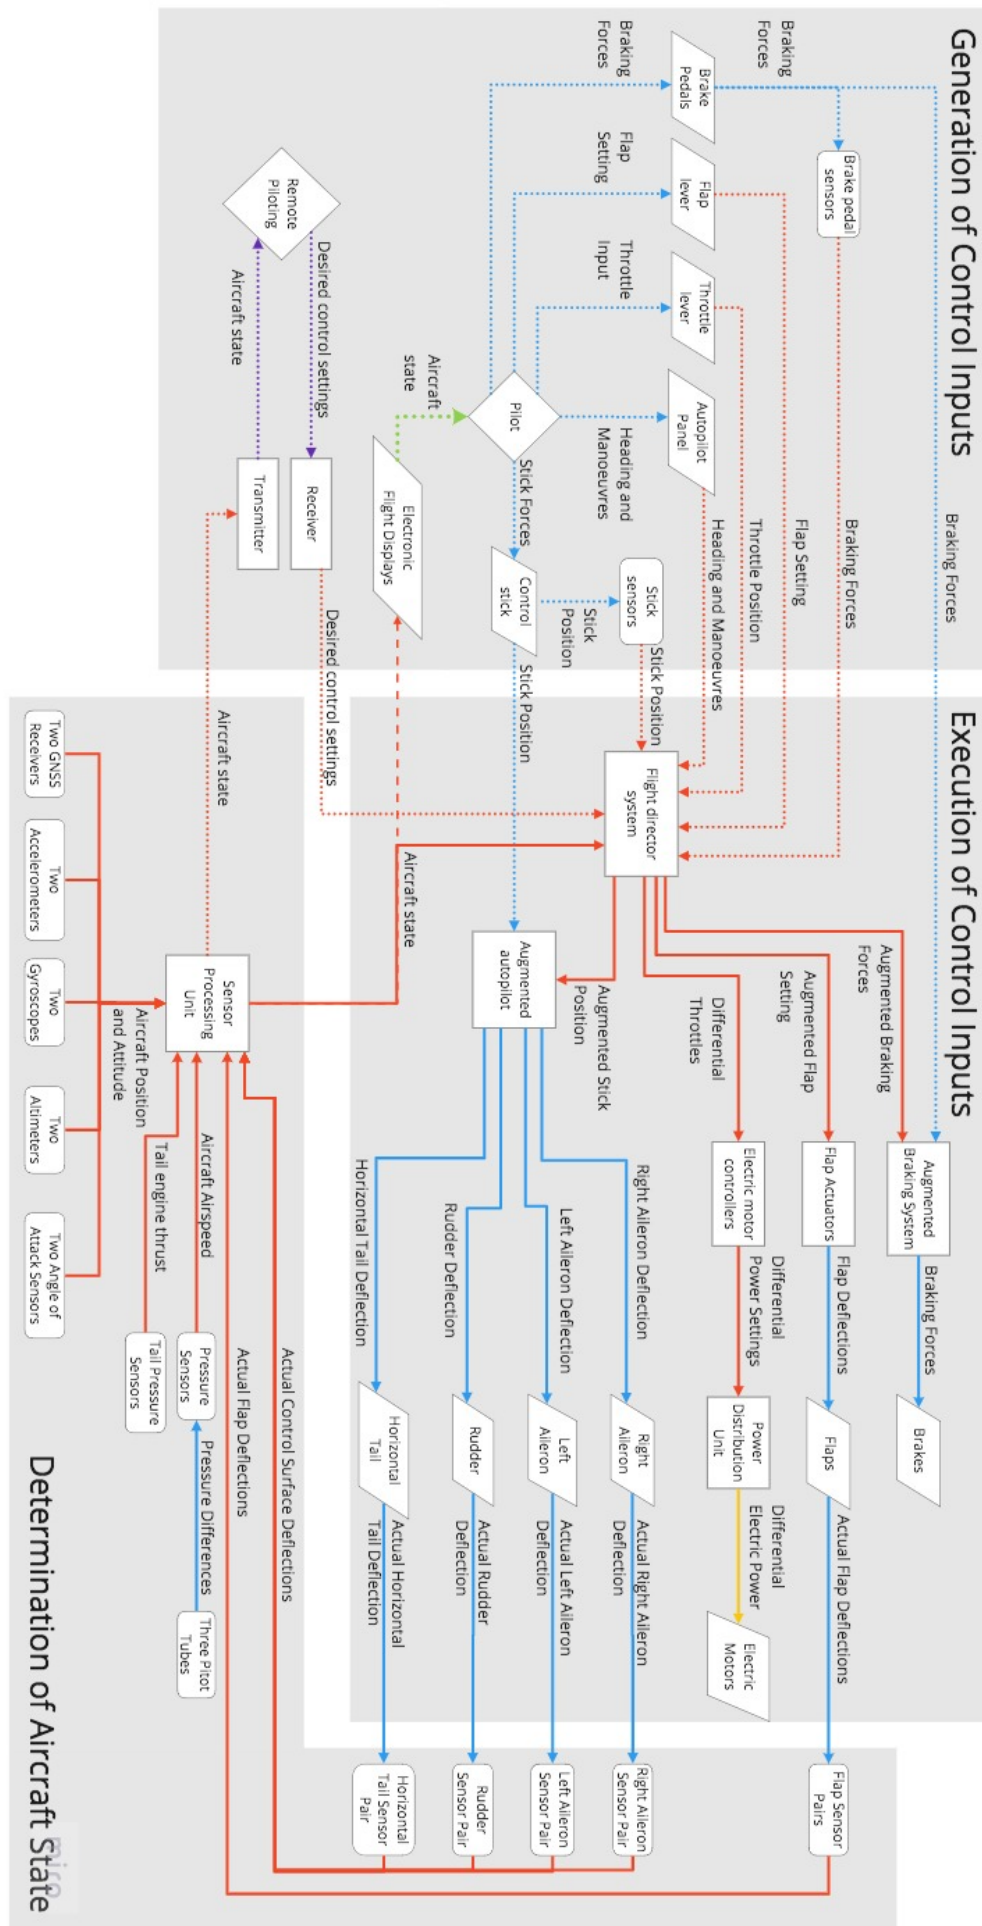 Generation of Control Inputs
Execution of Control Inputs
Determination of Aircraft State
Braking
Forces
Brake
Pedals
Braking
Forces
Brake pedal
sensors
Braking Forces
Braking Forces
Flap
Setting
Flap
lever
Flap Setting
Throttle
Input
Throttle
lever
Throttle Position
Pilot
Heading and
Manoeuvres
Autopilot
Panel
Heading and Manoeuvres
Remote
Piloting
Desired control settings
Aircraft state
Receiver
Transmitter
Aircraft
state
Electronic
Flight Displays
Stick Forces
Control
stick
Stick
Position
Stick
sensors
Stick Position
Stick Position
Desired control settings
Aircraft state
Aircraft state
Flight director
system
Augmented Braking
Forces
Augmented Flap
Setting
Differential
Throttles
Augmented Stick
Position
Augmented
autopilot
Augmented
Braking System
Braking Forces
Brakes
Flap Actuators
Flap Deflections
Flaps
Actual Flap Deflections
Flap Sensor
Pairs
Electric motor
controllers
Differential
Power Settings
Power
Distribution
Unit
Differential
Electric Power
Electric
Motors
Right Aileron Deflection
Right
Aileron
Actual Right Aileron
Deflection
Right Aileron
Sensor Pair
Left Aileron Deflection
Left
Aileron
Actual Left Aileron
Deflection
Left Aileron
Sensor Pair
Rudder Deflection
Rudder
Actual Rudder
Deflection
Rudder
Sensor Pair
Horizontal Tail Deflection
Horizontal
Tail
Actual Horizontal
Tail Deflection
Horizontal
Tail Sensor
Pair
Actual Control Surface Deflections
Actual Flap Deflections
Sensor
Processing
Unit
Aircraft Airspeed
Pressure
Sensors
Pressure Differences
Three Pitot
Tubes
Tail engine thrust
Tail Pressure
Sensors
Aircraft Position
and Attitude
Two GNSS
Receivers
Two
Accelerometers
Two
Gyroscopes
Two
Altimeters
Two Angle of
Attack Sensors
miro